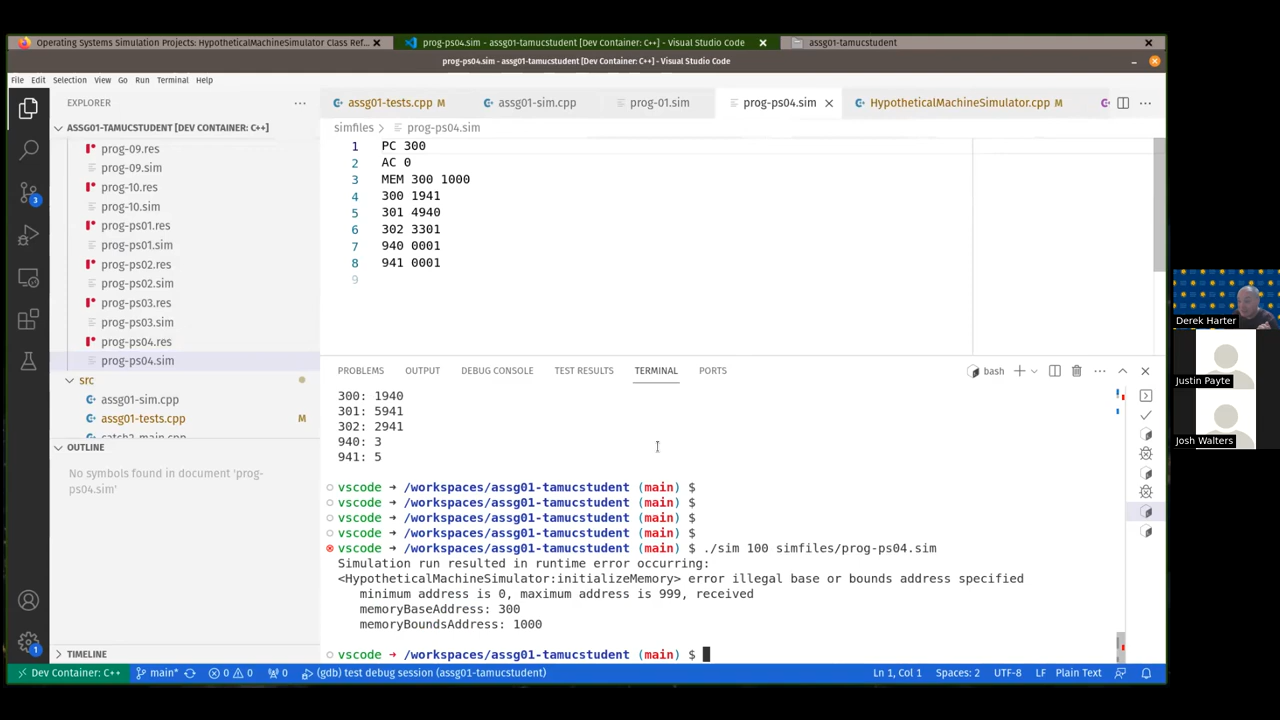 Operating Systems Simulation Projects: HypotheticalMachineSimulator Class Ref... ×
prog-ps04.sim - assg01-tamucstudent [Dev Container: C++] - Visual Studio Code ×
assg01-tamucstudent ×
prog-ps04.sim - assg01-tamucstudent [Dev Container: C++] - Visual Studio Code
File Edit Selection View Go Run Terminal Help
EXPLORER
ASSG01-TAMUCSTUDENT [DEV CONTAINER: C++]
prog-09.res
prog-09.sim
prog-10.res
prog-10.sim
prog-ps01.res
prog-ps01.sim
prog-ps02.res
prog-ps02.sim
prog-ps03.res
prog-ps03.sim
prog-ps04.res
prog-ps04.sim
src
assg01-sim.cpp
assg01-tests.cpp M
catch2_main.cpp
OUTLINE
No symbols found in document 'prog-
ps04.sim'
TIMELINE
3
1
assg01-tests.cpp M
assg01-sim.cpp
prog-01.sim
prog-ps04.sim
HypotheticalMachineSimulator.cpp M
simfiles > prog-ps04.sim
1 PC 300
2 AC 0
3 MEM 300 1000
4 300 1941
5 301 4940
6 302 3301
7 940 0001
8 941 0001
9
PROBLEMS OUTPUT DEBUG CONSOLE TEST RESULTS TERMINAL PORTS
bash
300: 1940
301: 5941
302: 2941
940: 3
941: 5
vscode ➜ /workspaces/assg01-tamucstudent (main) $
vscode ➜ /workspaces/assg01-tamucstudent (main) $
vscode ➜ /workspaces/assg01-tamucstudent (main) $
vscode ➜ /workspaces/assg01-tamucstudent (main) $
vscode ➜ /workspaces/assg01-tamucstudent (main) $ ./sim 100 simfiles/prog-ps04.sim
Simulation run resulted in runtime error occurring:
<HypotheticalMachineSimulator:initializeMemory> error illegal base or bounds address specified
minimum address is 0, maximum address is 999, received
memoryBaseAddress: 300
memoryBoundsAddress: 1000
vscode ➜ /workspaces/assg01-tamucstudent (main) $
Dev Container: C++ main* 0 0 0 (gdb) test debug session (assg01-tamucstudent)
Ln 1, Col 1 Spaces: 2 UTF-8 LF Plain Text
Derek Harter
Justin Payte
Josh Walters